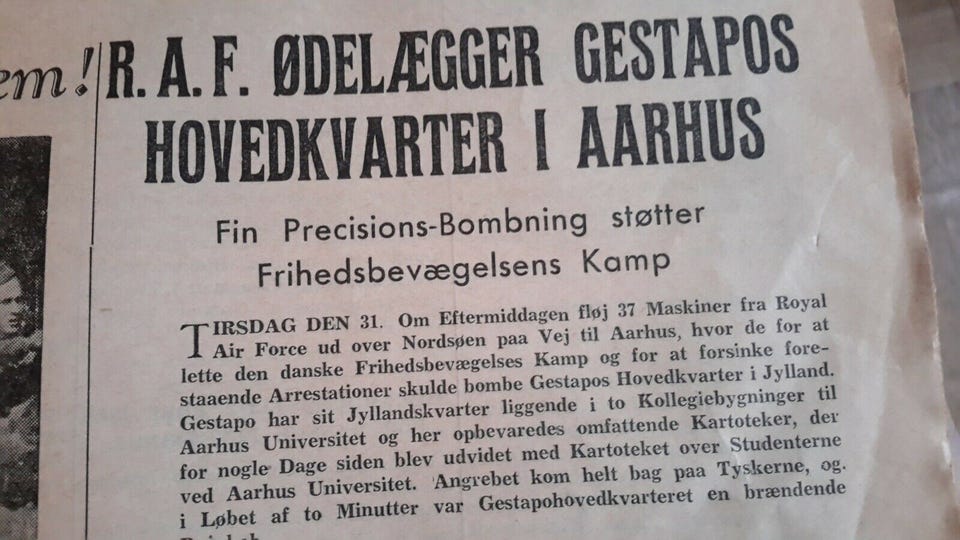 em!
R. A. F. ØDELÆGGER GESTAPOS
HOVEDKVARTER I AARHUS
Fin Precisions-Bombning støtter
Frihedsbevægelsens Kamp
TIRSDAG DEN 31. Om Eftermiddagen fløj 37 Maskiner fra Royal
Air Force ud over Nordsøen paa Vej til Aarhus, hvor de for at
lette den danske Frihedsbevægelses Kamp og for at forsinke fore-
staaende Arrestationer skulde bombe Gestapos Hovedkvarter i Jylland.
Gestapo har sit Jyllandskvarter liggende i to Kollegiebygninger til
Aarhus Universitet og her opbevaredes omfattende Kartoteker, der
for nogle Dage siden blev udvidet med Kartoteket over Studenterne
ved Aarhus Universitet. Angrebet kom helt bag paa Tyskerne, og.
i Løbet af to Minutter var Gestapohovedkvarteret en brændende